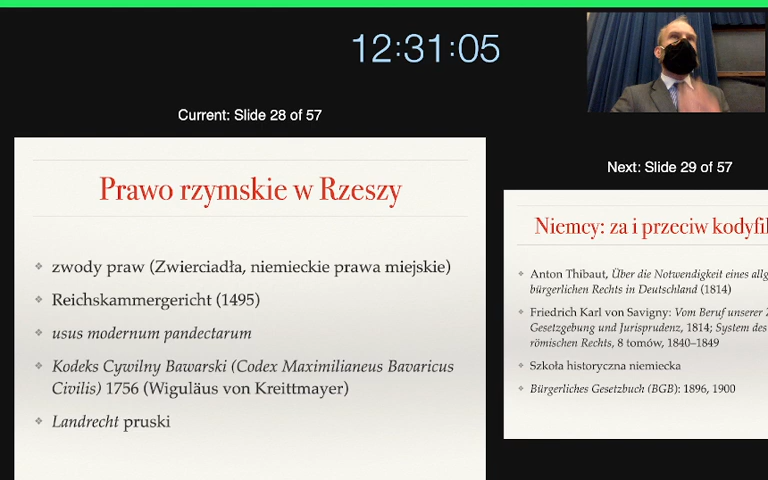 12:31:05
Current: Slide 28 of 57
Prawo rzymskie w Rzeszy
zwody praw (Zwierciadła, niemieckie prawa miejskie)
Reichskammergericht (1495)
usus modernum pandectarum
Kodeks Cywilny Bawarski (Codex Maximilianeus Bavaricus
Civilis) 1756 (Wiguläus von Kreittmayer)
Landrecht pruski
Next: Slide 29 of 57
Niemcy: za i przeciw
Anton Thibaut, Über die Notwendigkeit eines
bürgerlichen Rechts in Deutschland (1814)
Friedrich Karl von Savigny: Vom Beruf unserer
Gesetzgebung und Jurisprudenz, 1814; System des
römischen Rechts, 8 tomów, 1840–1849
Szkoła historyczna niemiecka
Bürgerliches Gesetzbuch (BGB): 1896, 1900